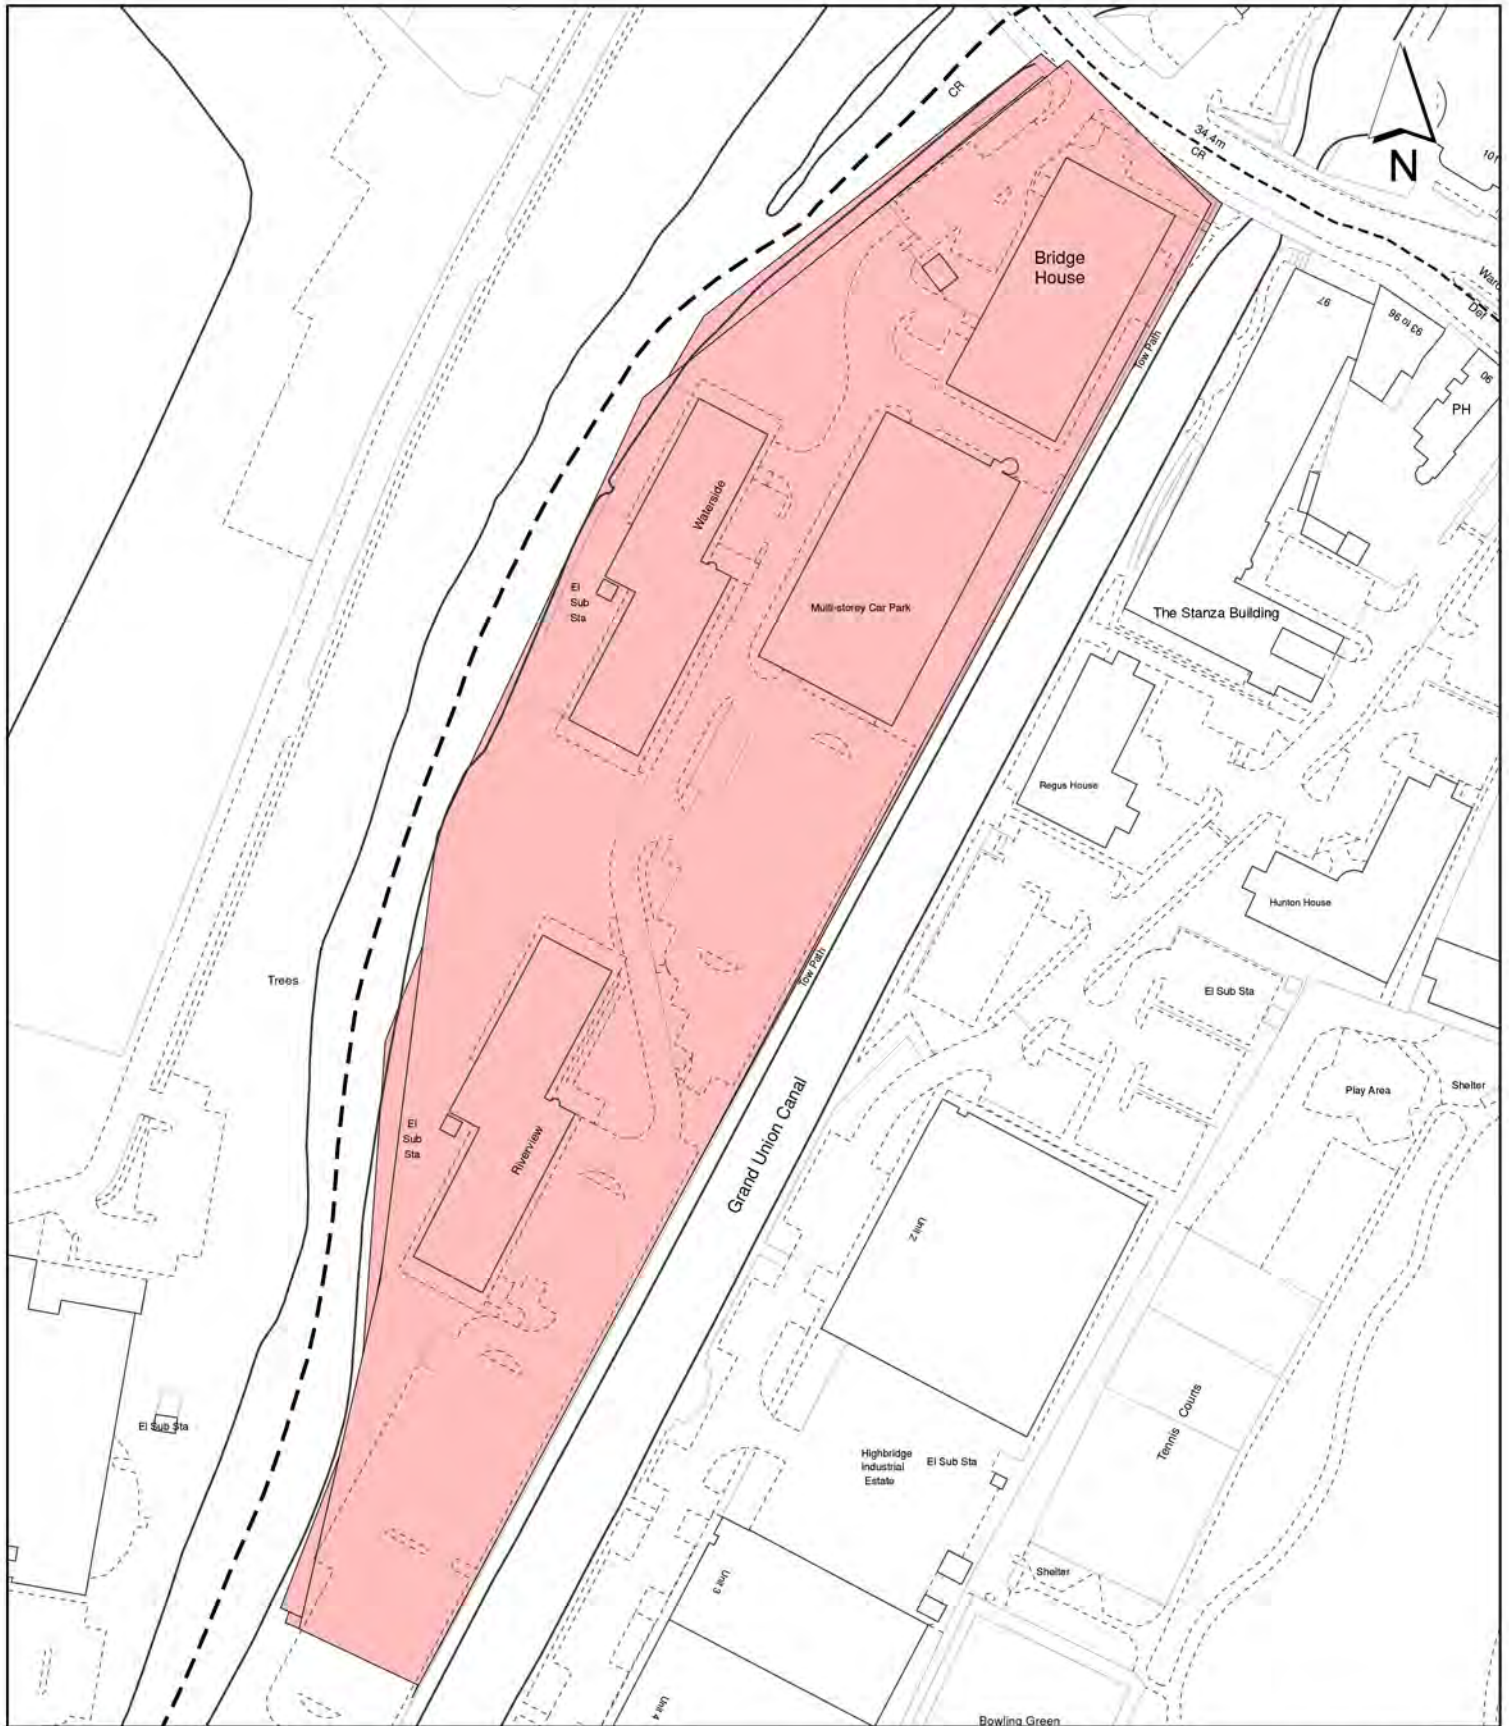 CR
34.4m
CR
N
101
Ward
Def
Bridge
House
97
93 to 96
90
PH
Tow Path
Waterside
El
Sub
Sta
Multi-storey Car Park
The Stanza Building
Regus House
Hunton House
Trees
Tow Path
El Sub Sta
Play Area
Shelter
El
Sub
Sta
Riverview
Grand Union Canal
Unit 2
El Sub Sta
Tennis Courts
Highbridge
Industrial
Estate
El Sub Sta
Unit 3
Shelter
Unit 4
Bowling Green